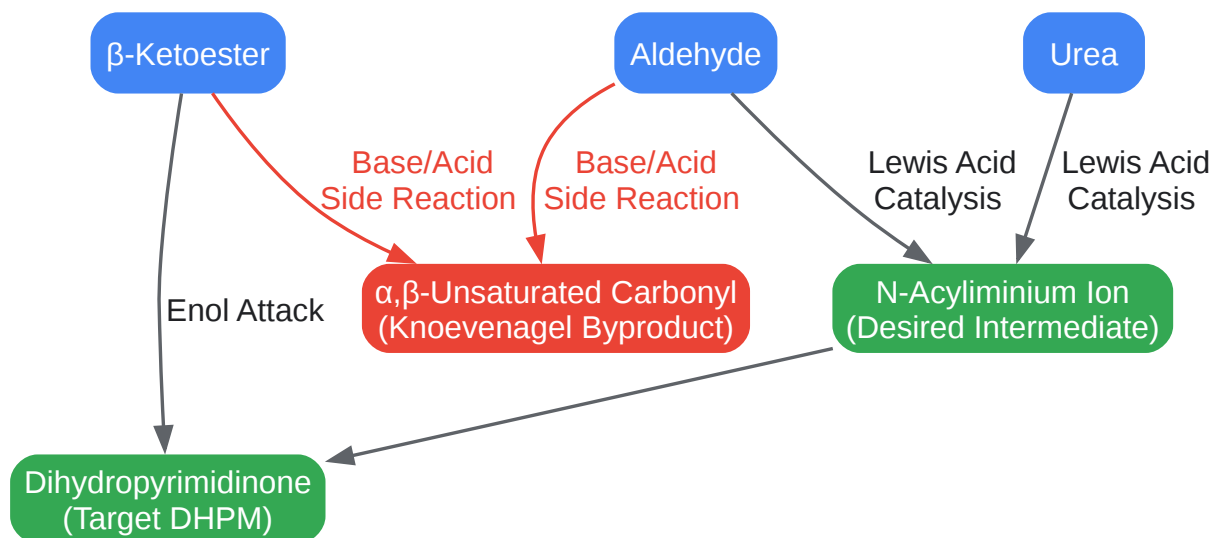 β-Ketoester
Aldehyde
Urea
Base/Acid
Side Reaction
Base/Acid
Side Reaction
Lewis Acid
Catalysis
Lewis Acid
Catalysis
Enol Attack
α,β-Unsaturated Carbonyl
(Knoevenagel Byproduct)
N-Acyliminium Ion
(Desired Intermediate)
Dihydropyrimidinone
(Target DHPM)